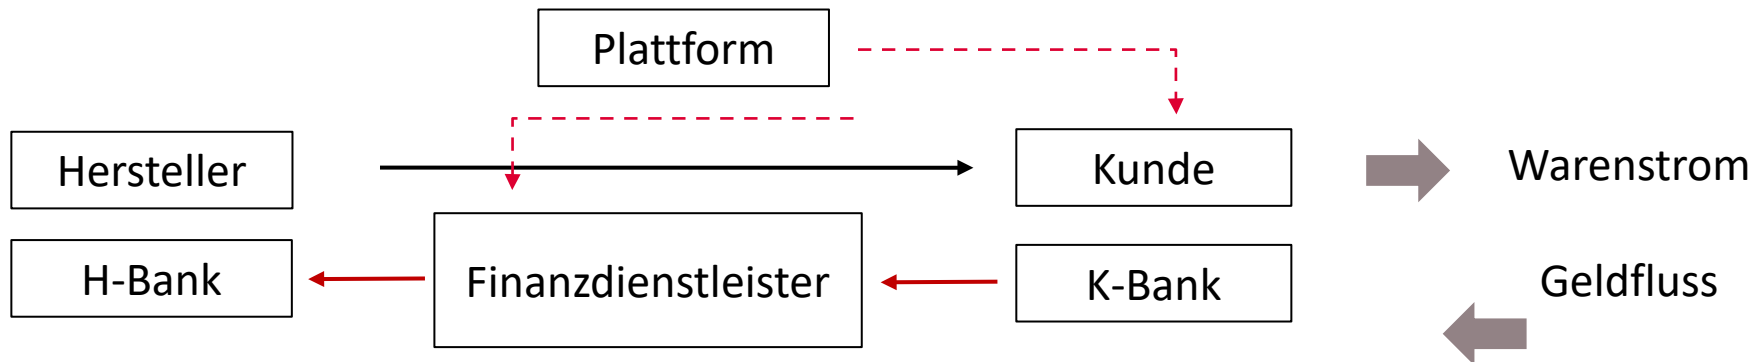 Plattform
Hersteller
Kunde
Warenstrom
H-Bank
Finanzdienstleister
K-Bank
Geldfluss